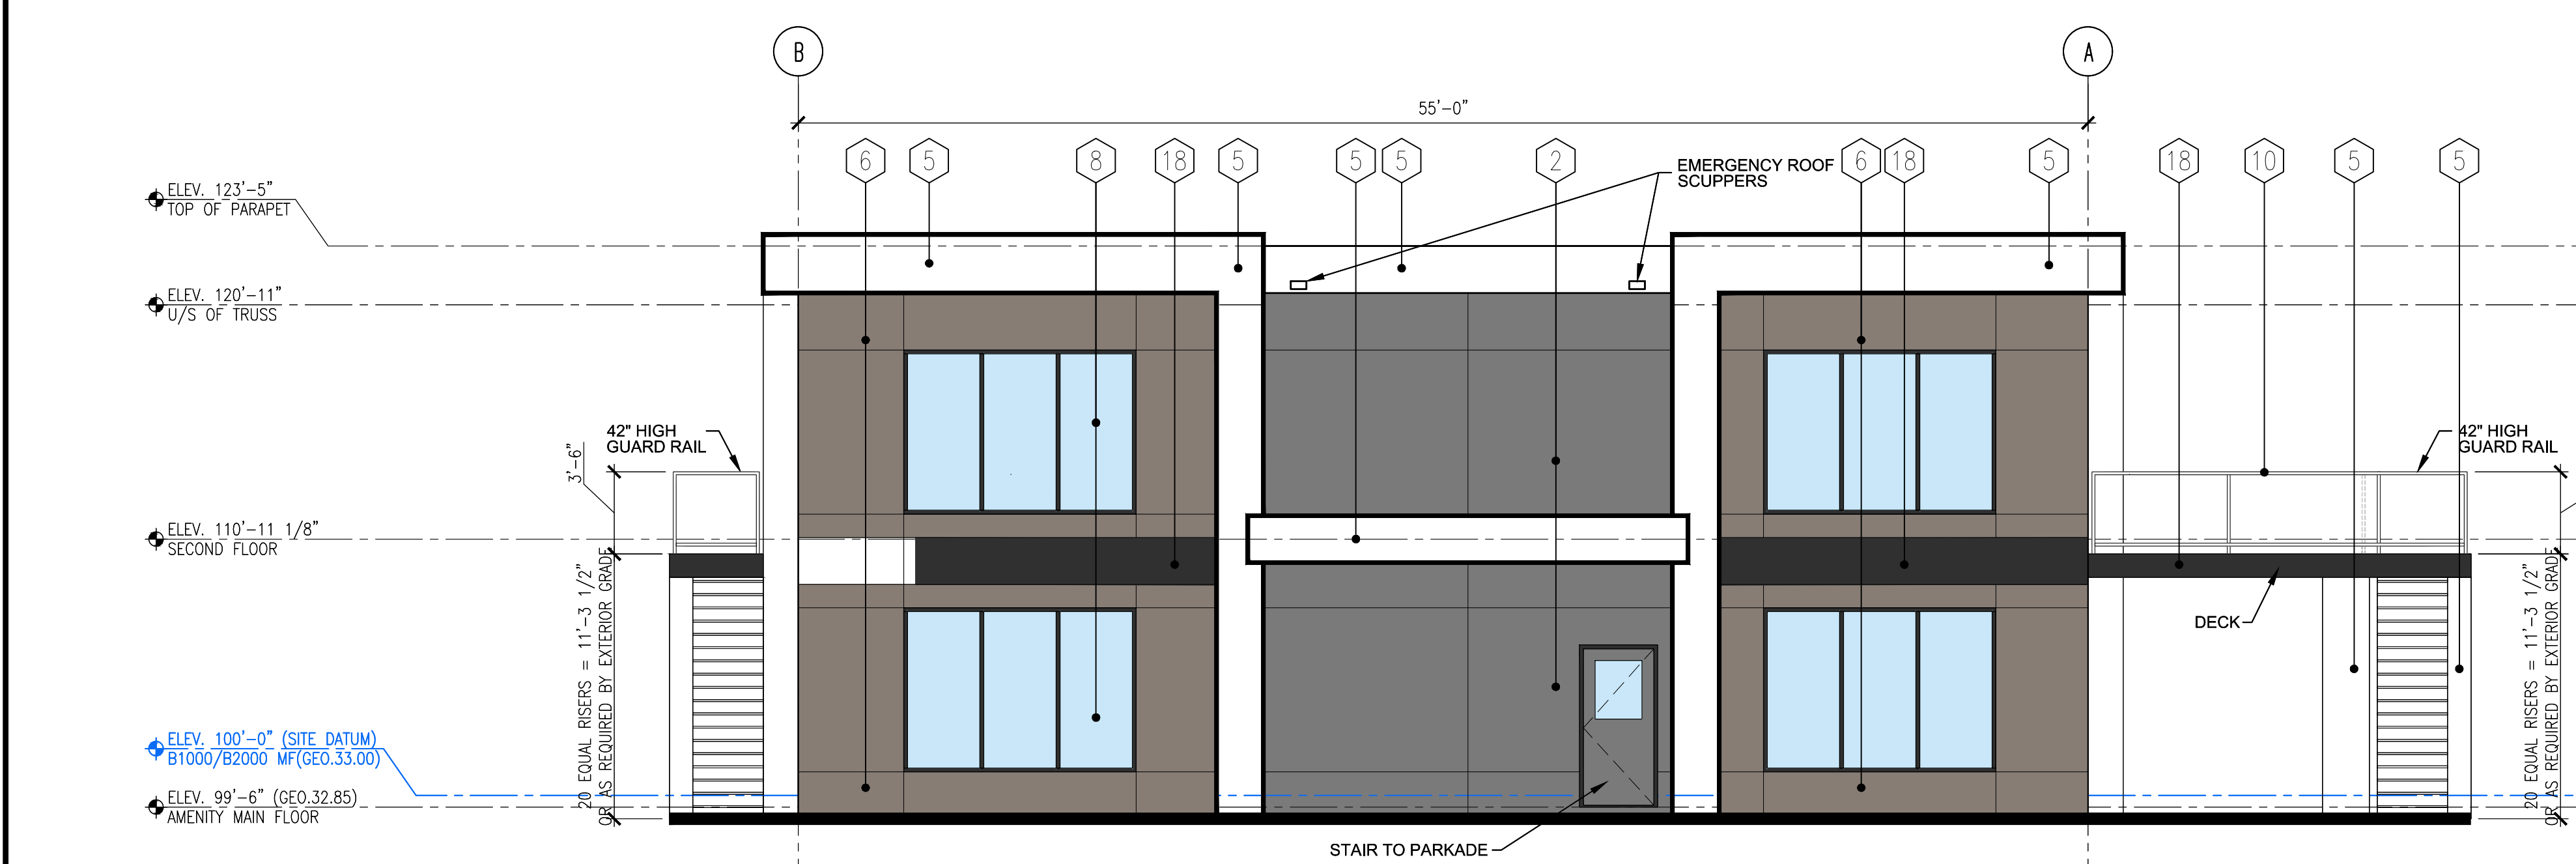 B
A
55'-0"
6
5
8
18
5
5
5
2
6
18
5
18
10
5
5
EMERGENCY ROOF
SCUPPERS
ELEV. 123'-5"
TOP OF PARAPET
ELEV. 120'-11"
U/S OF TRUSS
42" HIGH
GUARD RAIL
3'-6"
42" HIGH
GUARD RAIL
ELEV. 110'-11 1/8"
SECOND FLOOR
20 EQUAL RISERS = 11'-3 1/2"
OR AS REQUIRED BY EXTERIOR GRADE
DECK
20 EQUAL RISERS = 11'-3 1/2"
OR AS REQUIRED BY EXTERIOR GRADE
ELEV. 100'-0" (SITE DATUM)
B1000/B2000 MF(GEO.33.00)
ELEV. 99'-6" (GEO.32.85)
AMENITY MAIN FLOOR
STAIR TO PARKADE